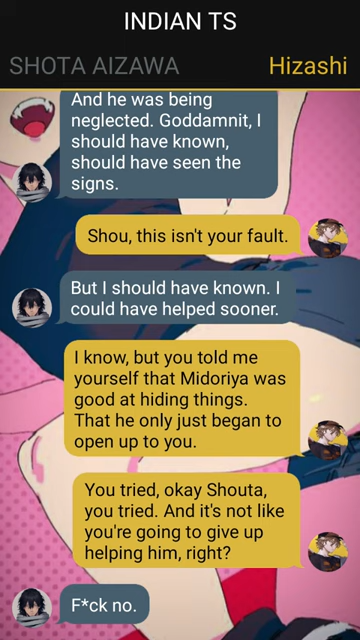 INDIAN TS
SHOTA AIZAWA Hizashi
And he was being
neglected. Goddamnit, I
should have known,
should have seen the
signs.
Shou, this isn't your fault.
But I should have known. I
could have helped sooner.
I know, but you told me
yourself that Midoriya was
good at hiding things.
That he only just began to
open up to you.
You tried, okay Shouta,
you tried. And it's not like
you're going to give up
helping him, right?
F*ck no.